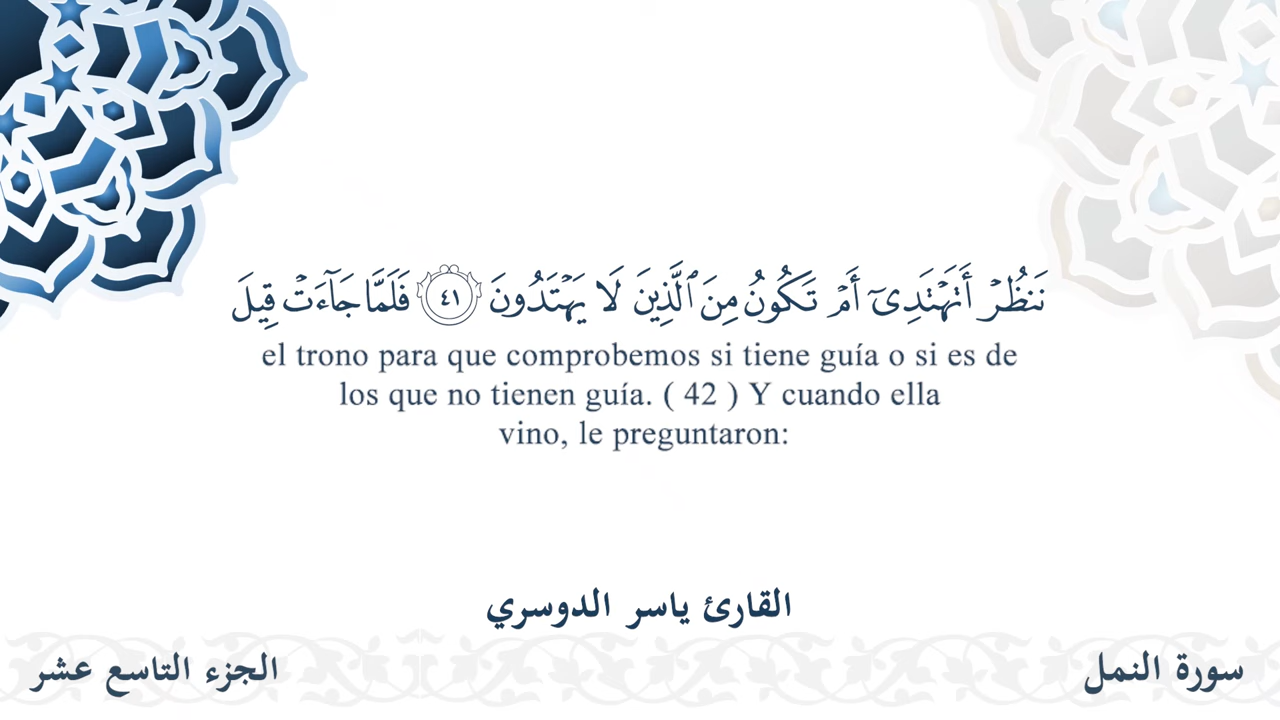 نَنظُرْ أَتَهْتَدِىٓ أَمْ تَكُونُ مِنَ ٱلَّذِينَ لَا يَهْتَدُونَ ٤١ فَلَمَّا جَآءَتْ قِيلَ
el trono para que comprobemos si tiene guía o si es de
los que no tienen guía. ( 42 ) Y cuando ella
vino, le preguntaron:
القارئ ياسر الدوسري
سورة النمل
الجزء التاسع عشر